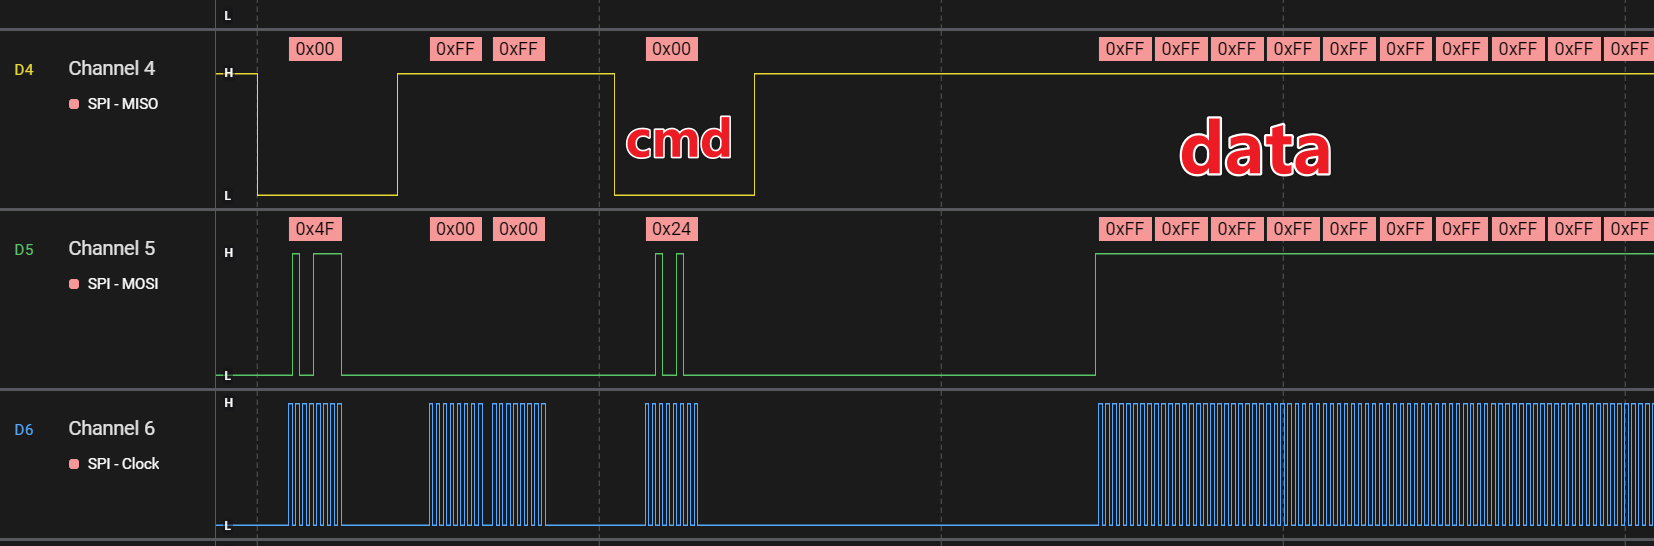 L
D4 Channel 4
SPI - MISO
H
L
0x00 0xFF 0xFF 0x00 0xFF 0xFF 0xFF 0xFF 0xFF 0xFF 0xFF 0xFF 0xFF 0xFF
cmd
data
D5 Channel 5
SPI - MOSI
H
L
0x4F 0x00 0x00 0x24 0xFF 0xFF 0xFF 0xFF 0xFF 0xFF 0xFF 0xFF 0xFF 0xFF
D6 Channel 6
SPI - Clock
H
L